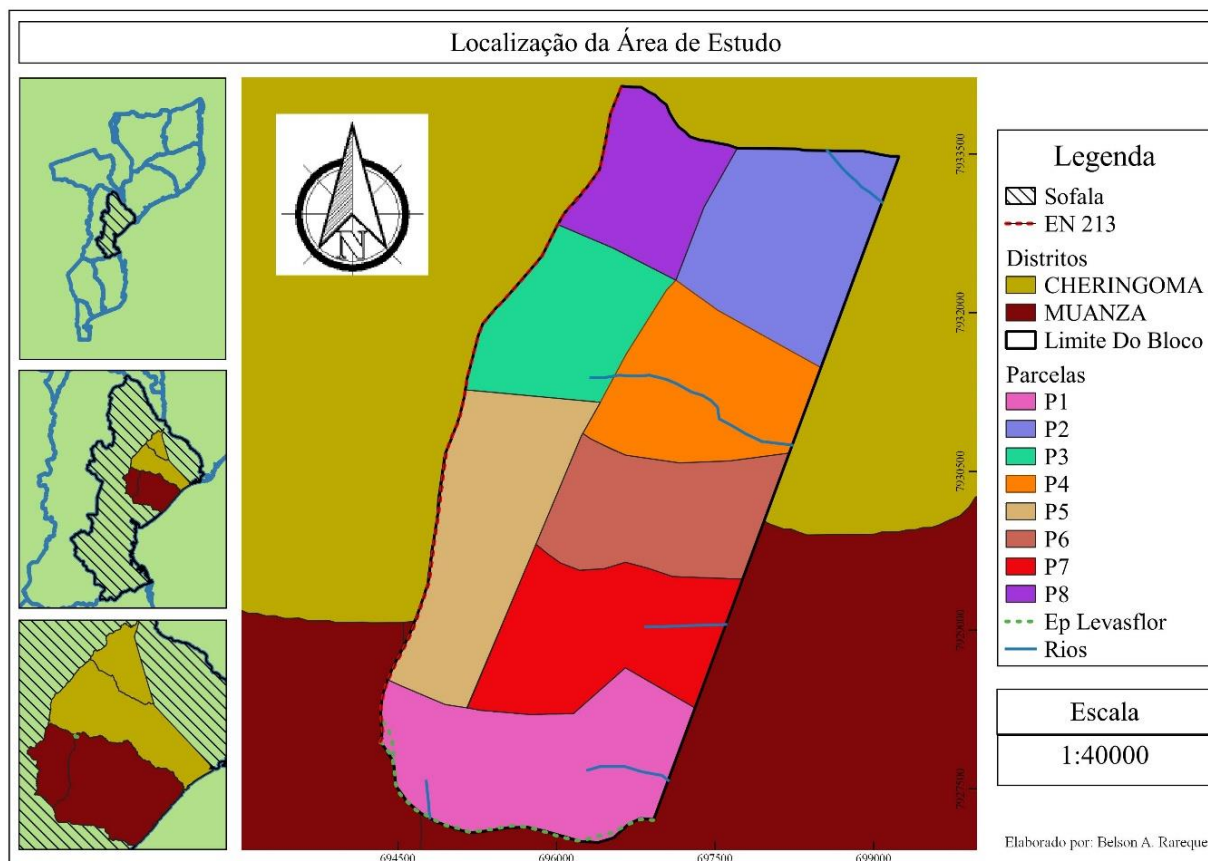 Localização da Área de Estudo
N
7933500
7932000
7930500
7929000
7927500
694500
696000
697500
699000
Legenda
Sofala
EN 213
Distritos
CHERINGOMA
MUANZA
Limite Do Bloco
Parcelas
P1
P2
P3
P4
P5
P6
P7
P8
Ep Levasflor
Rios
Escala
1:40000
Elaborado por: Belson A. Rareque